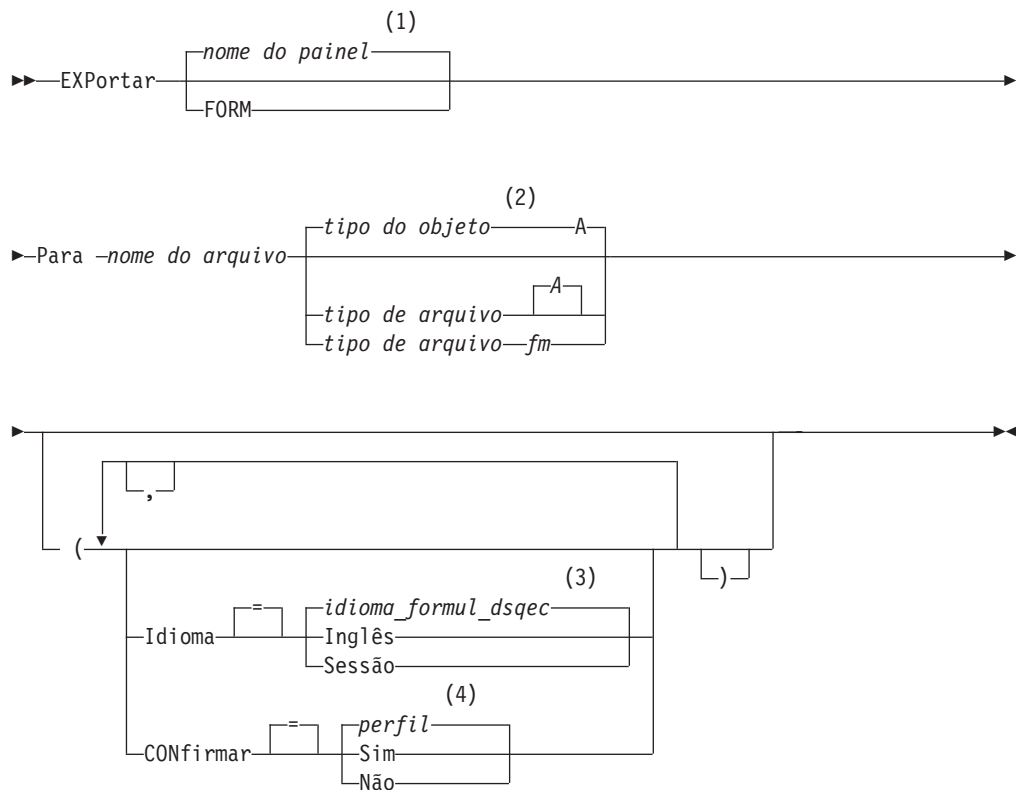 (1)
nome do painel
EXPortar
FORM
(2)
tipo do objeto A
Para nome do arquivo
A
tipo de arquivo
tipo de arquivo fm
,
(
)
(3)
= idioma_formul_dsqec
Idioma Inglês
Sessão
(4)
= perfil
CONfirmar Sim
Não